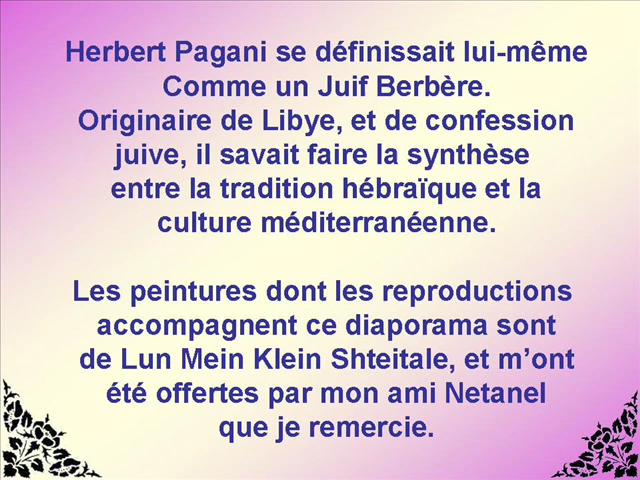 Herbert Pagani se définissait lui-même
Comme un Juif Berbère.
Originaire de Libye, et de confession
juive, il savait faire la synthèse
entre la tradition hébraïque et la
culture méditerranéenne.
Les peintures dont les reproductions
accompagnent ce diaporama sont
de Lun Mein Klein Shteitale, et m’ont
été offertes par mon ami Netanel
que je remercie.